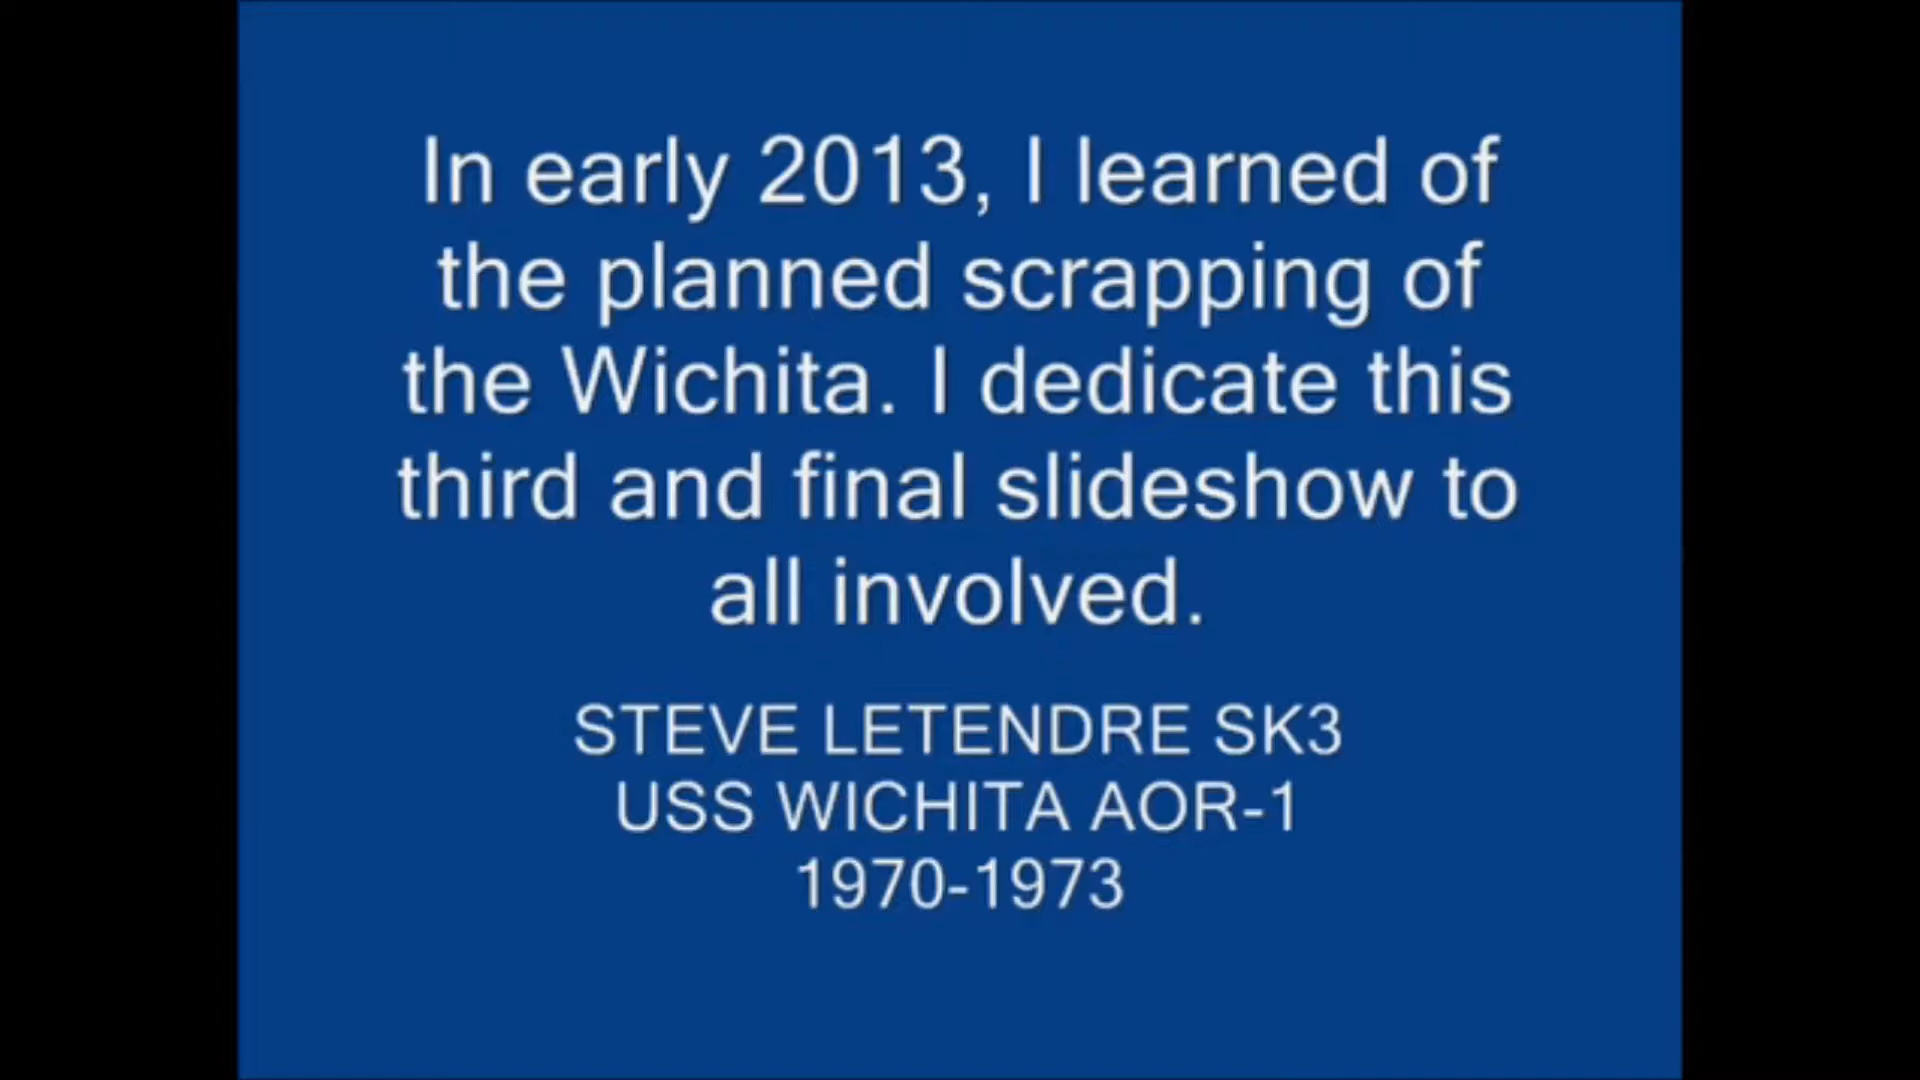 In early 2013, I learned of
the planned scrapping of
the Wichita. I dedicate this
third and final slideshow to
all involved.
STEVE LETENDRE SK3
USS WICHITA AOR-1
1970-1973